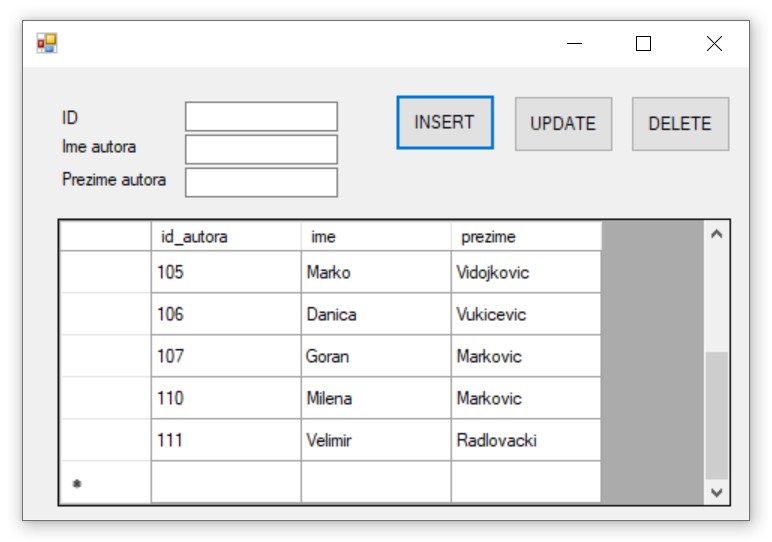 ID
Ime autora
Prezime autora
INSERT UPDATE DELETE
id_autora ime prezime
105 Marko Vidojkovic
106 Danica Vukicevic
107 Goran Markovic
110 Milena Markovic
111 Velimir Radlovacki